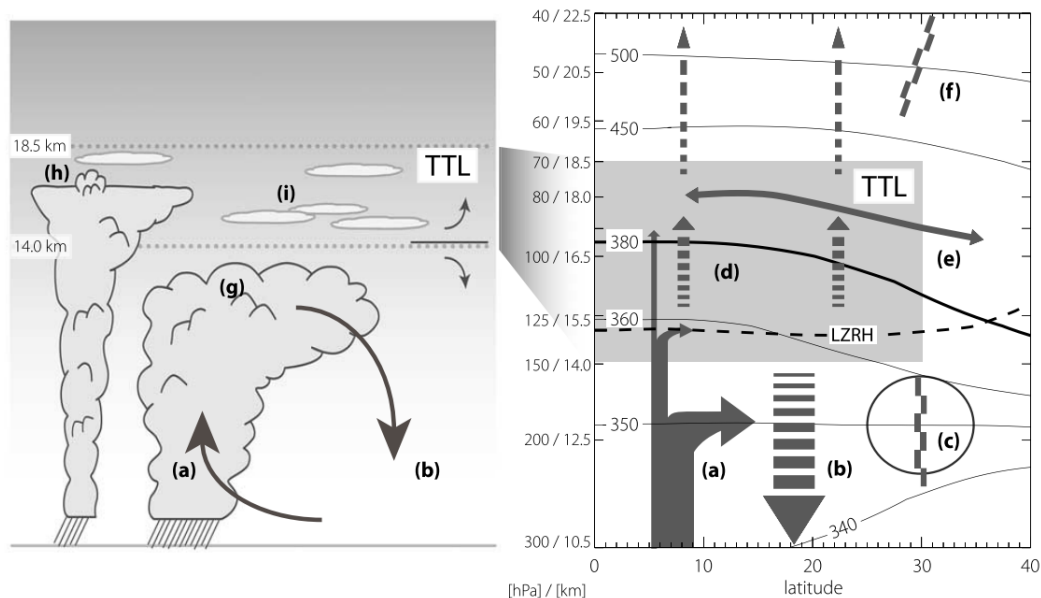 18.5 km
(h)
TTL
(i)
14.0 km
(g)
(a)
(b)
40 / 22.5
50 / 20.5
60 / 19.5
70 / 18.5
80 / 18.0
100 / 16.5
125 / 15.5
150 / 14.0
200 / 12.5
300 / 10.5
[hPa] / [km]
500
(f)
450
TTL
380
(d)
(e)
360
LZRH
350
(c)
(a)
(b)
340
0
10
20
30
40
latitude